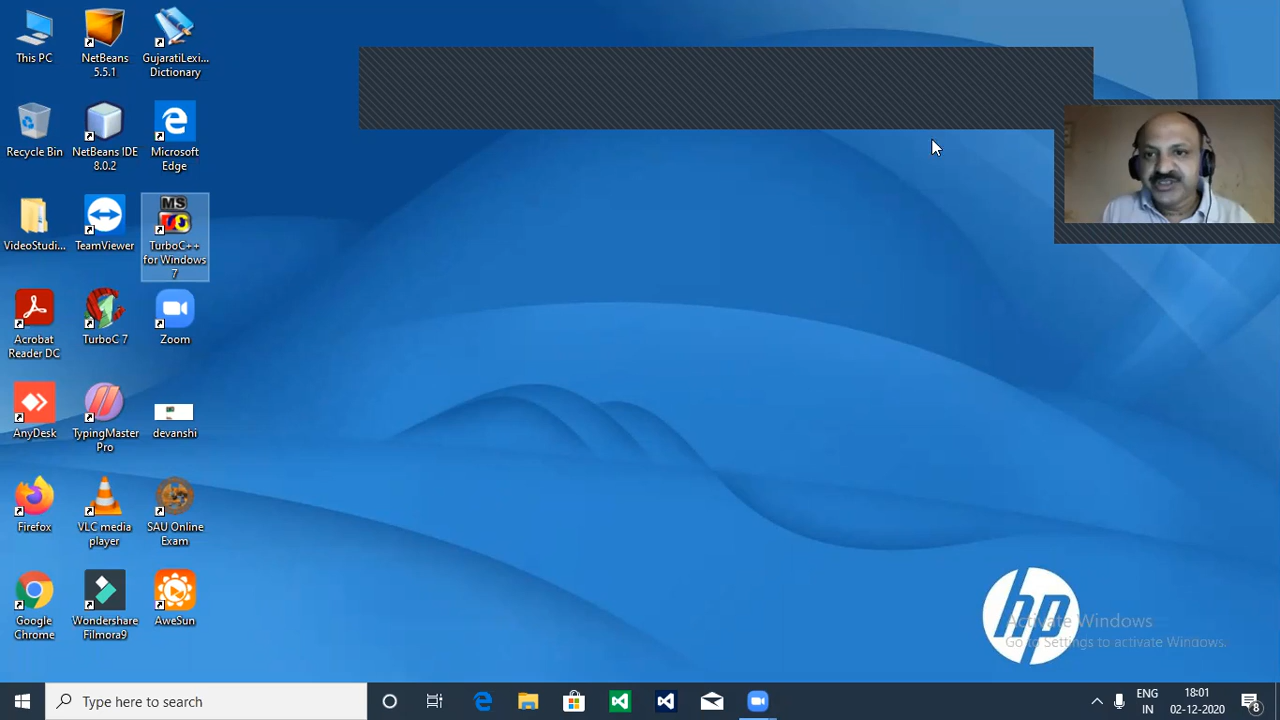 This PC
NetBeans
5.5.1
GujaratiLexi...
Dictionary
Recycle Bin
NetBeans IDE
8.0.2
Microsoft
Edge
VideoStudi...
TeamViewer
MS
TurboC++
for Windows
7
Acrobat
Reader DC
TurboC 7
Zoom
AnyDesk
TypingMaster
Pro
devanshi
Firefox
VLC media
player
SAU Online
Exam
Google
Chrome
Wondershare
Filmora9
AweSun
hp
Activate Windows
Go to Settings to activate Windows.
Type here to search
ENG
IN
18:01
02-12-2020
8